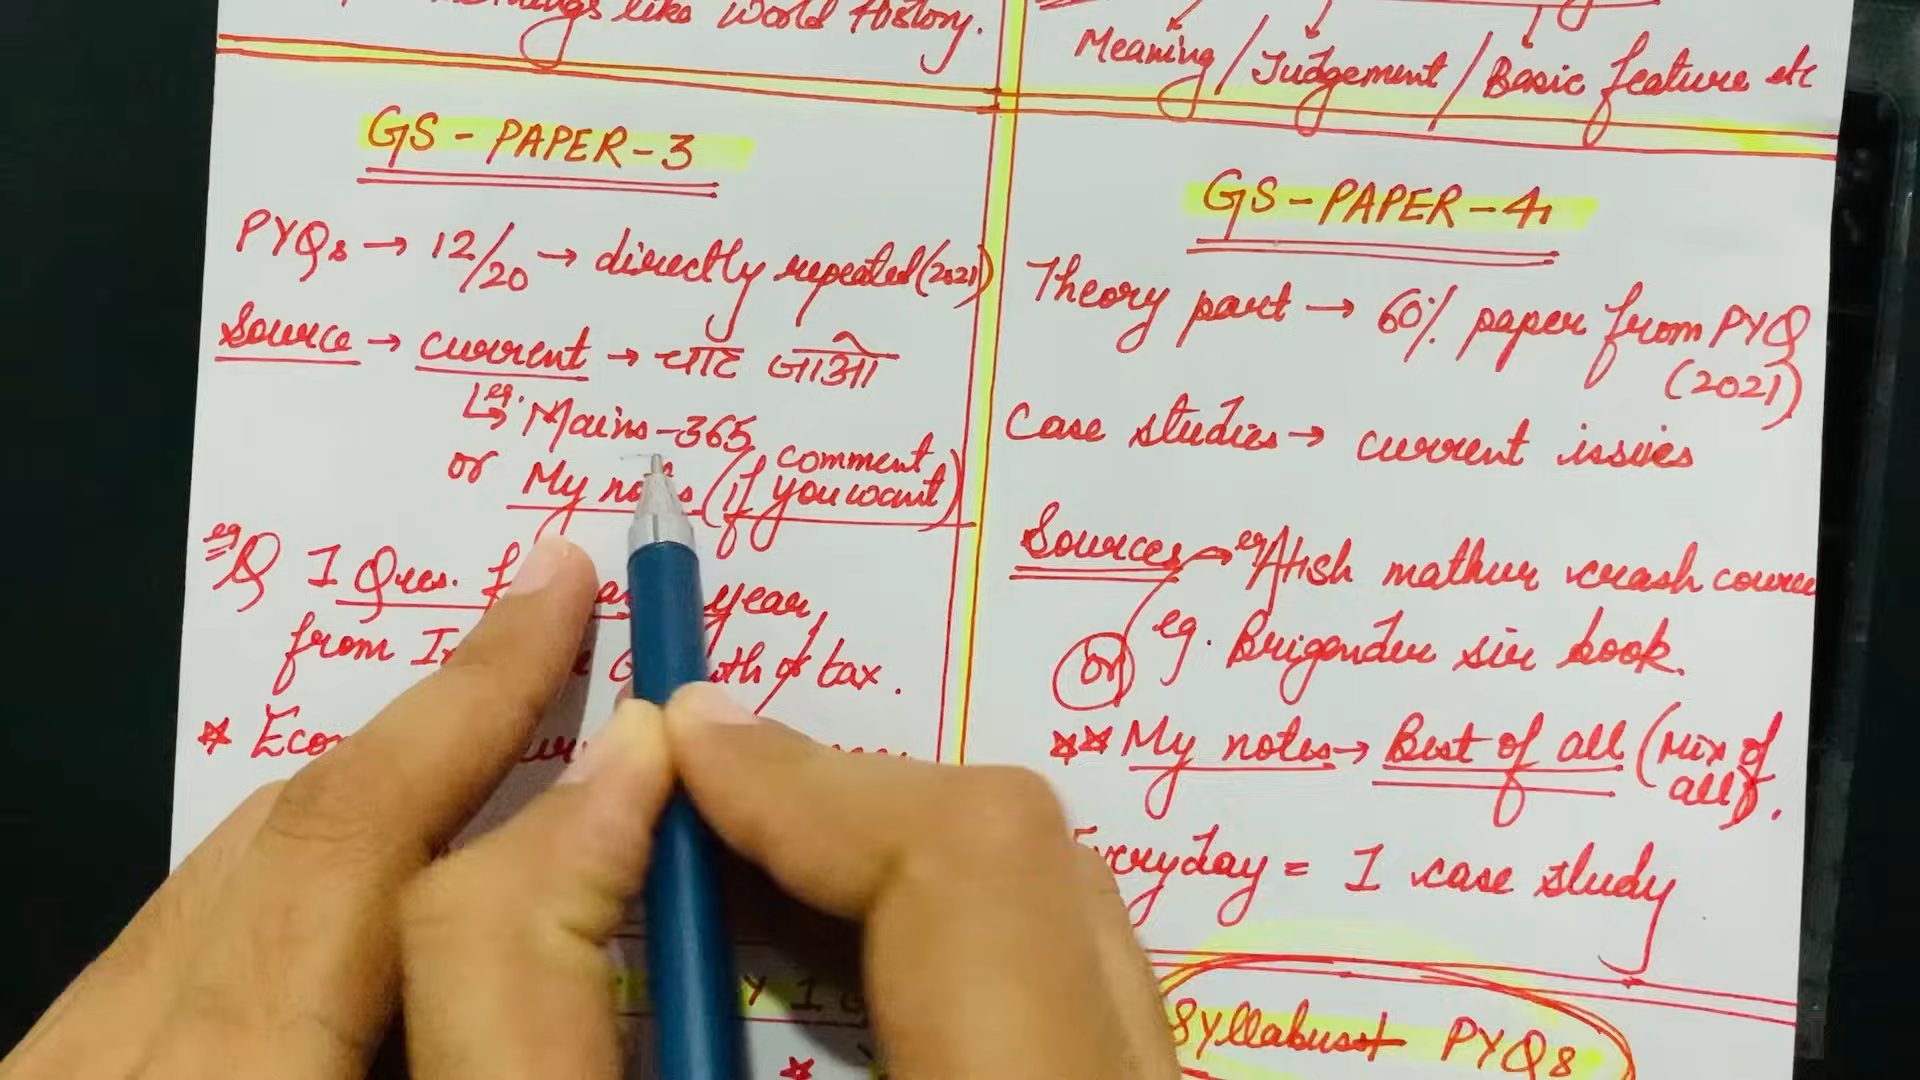 things like World History.
Meaning / Judgement / Basic feature etc
GS - PAPER - 3
PYQs → 12/20 → directly repeated (2021)
Source → current → चाट जाओ
eg. Mains - 365
or My notes (if you want)
comment
eg Q 1 Ques. year,
from tax.
GS - PAPER - 4
Theory part → 60% paper from PYQ
(2021)
Case studies → current issues
Sources → eg Atish mathur crash course
or eg. Brigender sir book.
My notes → Best of all (Mix of
all).
Everyday = 1 case study
Syllabus + PYQs